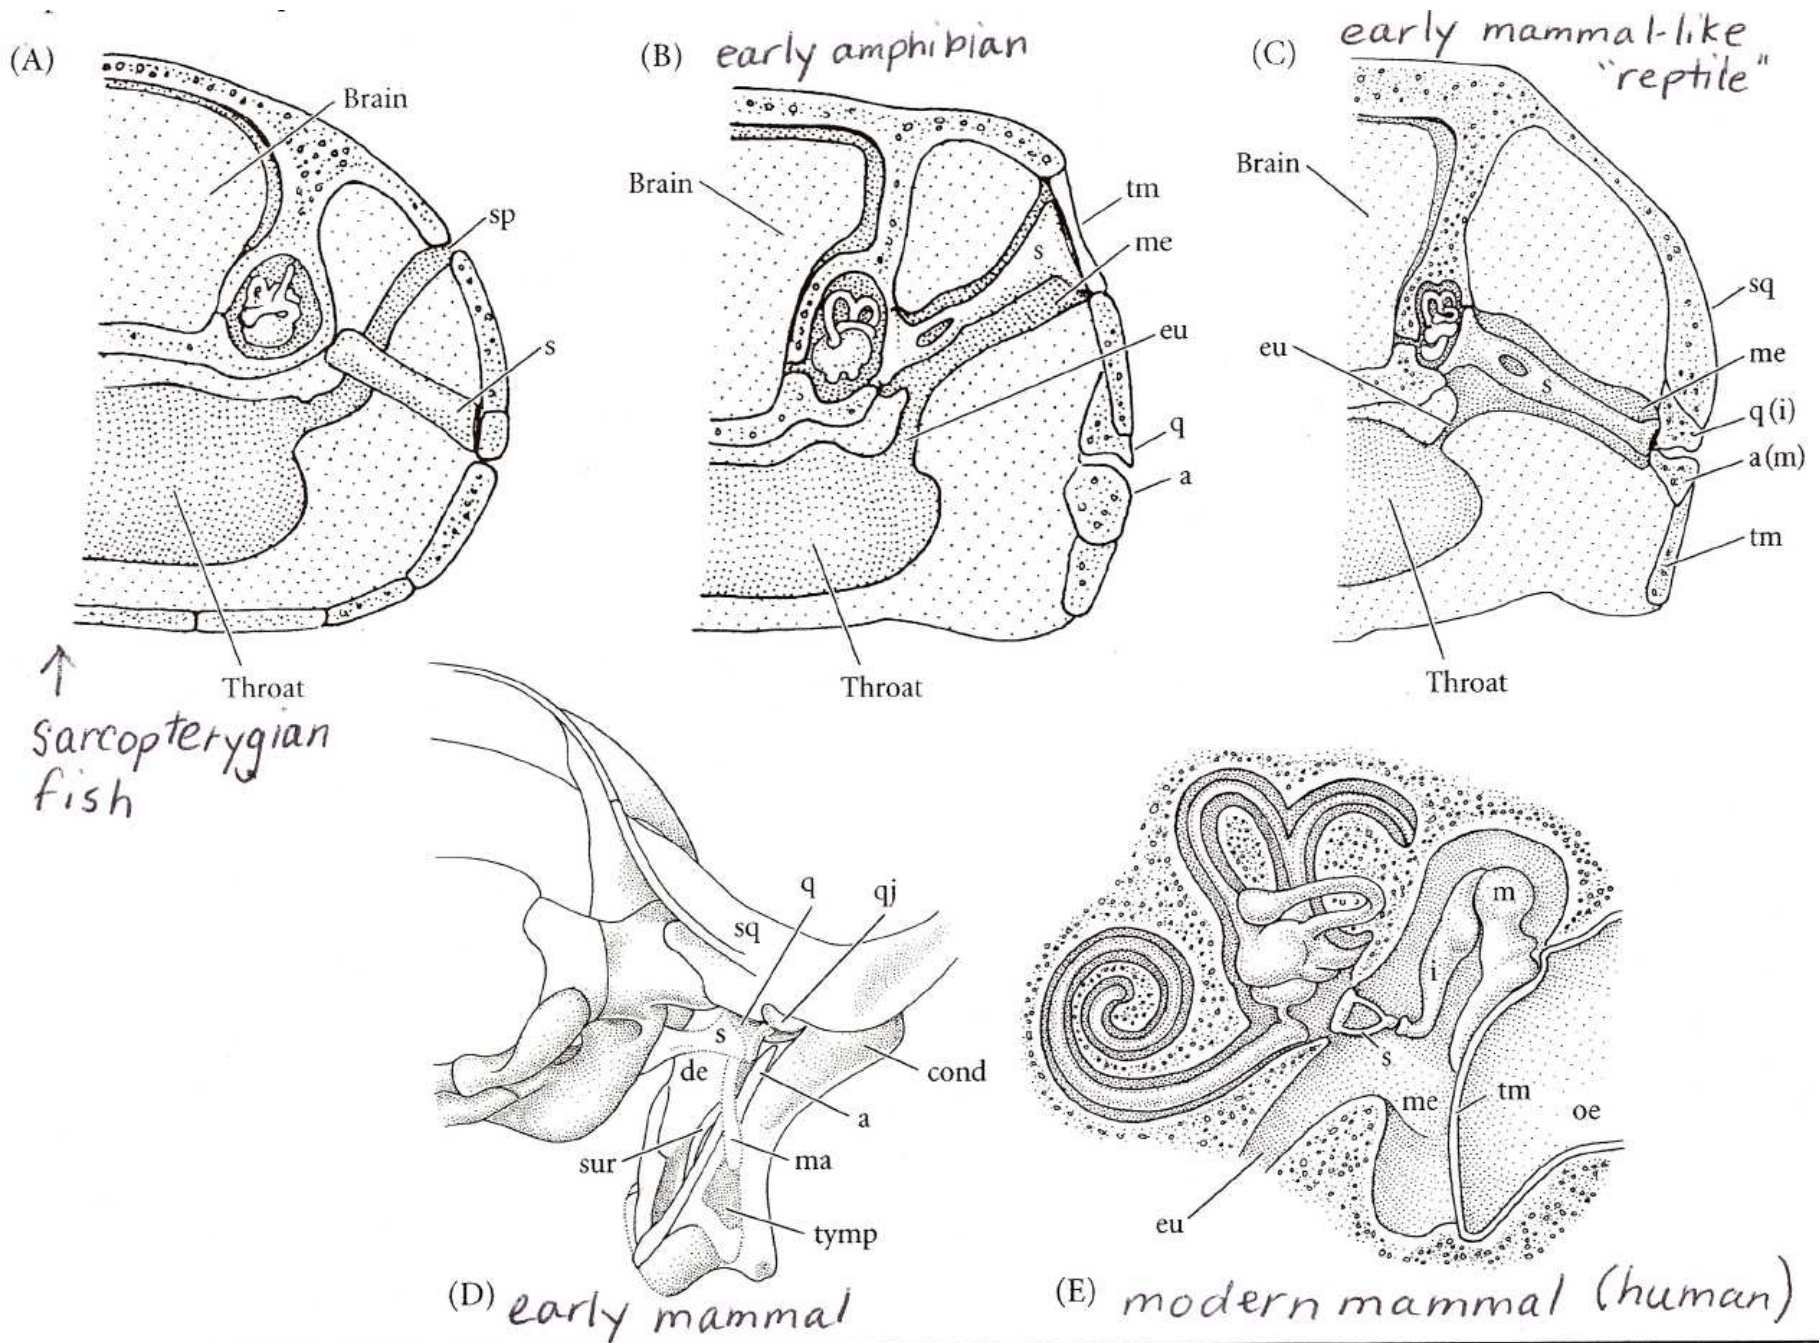 (A)
Brain
sp
s
Throat
↑
sarcopterygian
fish
(B) early amphibian
Brain
tm
me
s
eu
q
a
Throat
(C) early mammal-like
"reptile"
Brain
sq
eu
me
s
q (i)
a (m)
tm
Throat
q
qj
sq
s
de
cond
a
sur
ma
tymp
(D) early mammal
m
i
s
me
tm
oe
eu
(E) modern mammal (human)